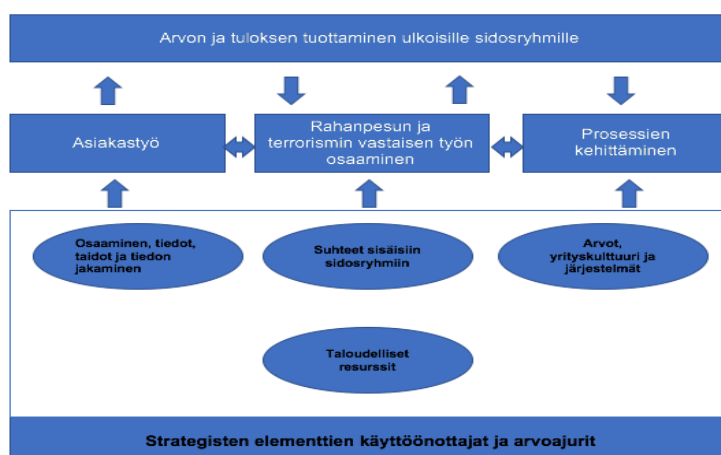 Arvon ja tuloksen tuottaminen ulkoisille sidosryhmille
Asiakastyö
Rahanpesun ja
terrorismin vastaisen työn
osaaminen
Prosessien
kehittäminen
Osaaminen, tiedot,
taidot ja tiedon
jakaminen
Suhteet sisäisiin
sidosryhmiin
Arvot,
yrityskulttuuri ja
järjestelmät
Taloudelliset
resurssit
Strategisten elementtien käyttöönottajat ja arvoajurit